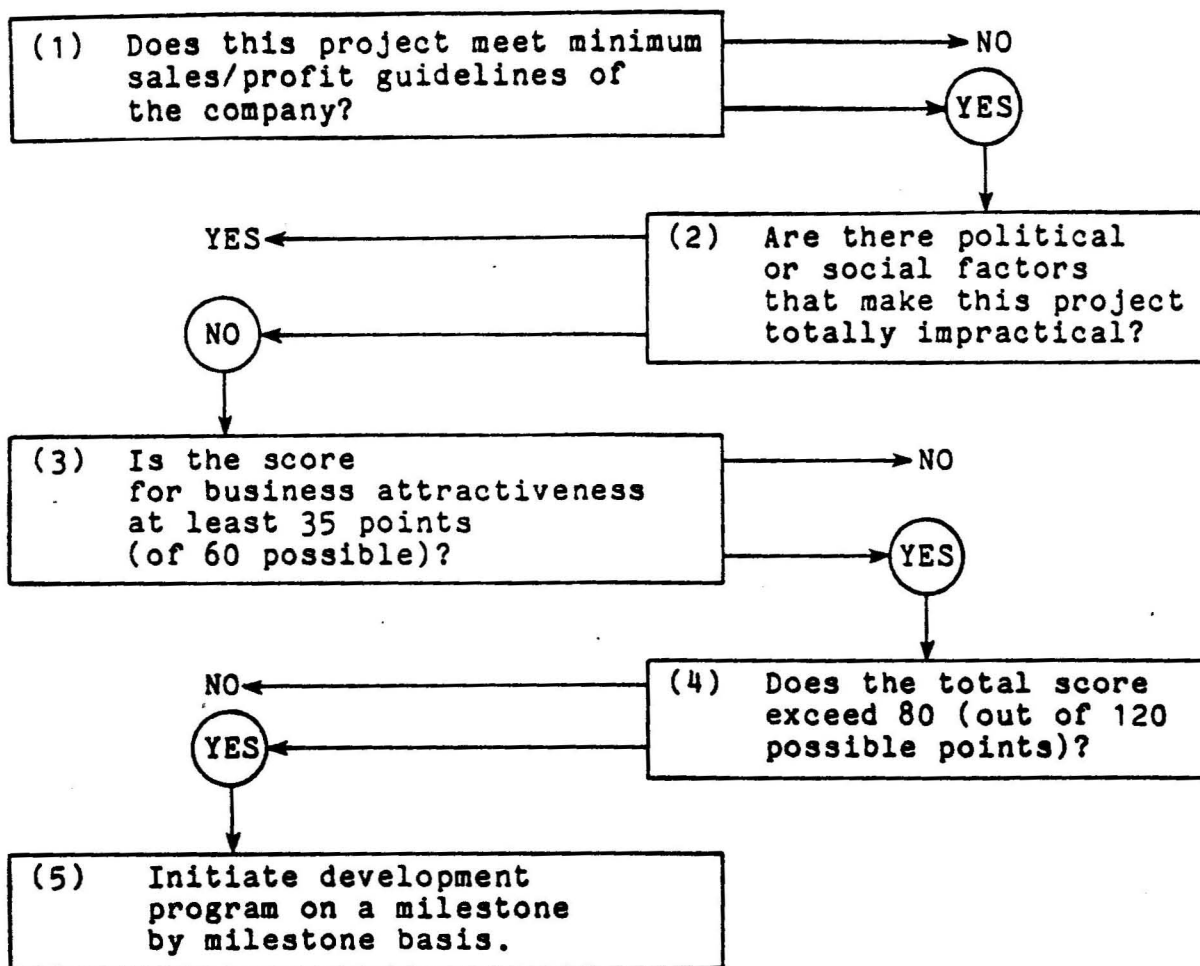 (1) Does this project meet minimum
sales/profit guidelines of
the company?
NO
YES
YES
(2) Are there political
or social factors
that make this project
totally impractical?
NO
(3) Is the score
for business attractiveness
at least 35 points
(of 60 possible)?
NO
YES
NO
(4) Does the total score
exceed 80 (out of 120
possible points)?
YES
(5) Initiate development
program on a milestone
by milestone basis.